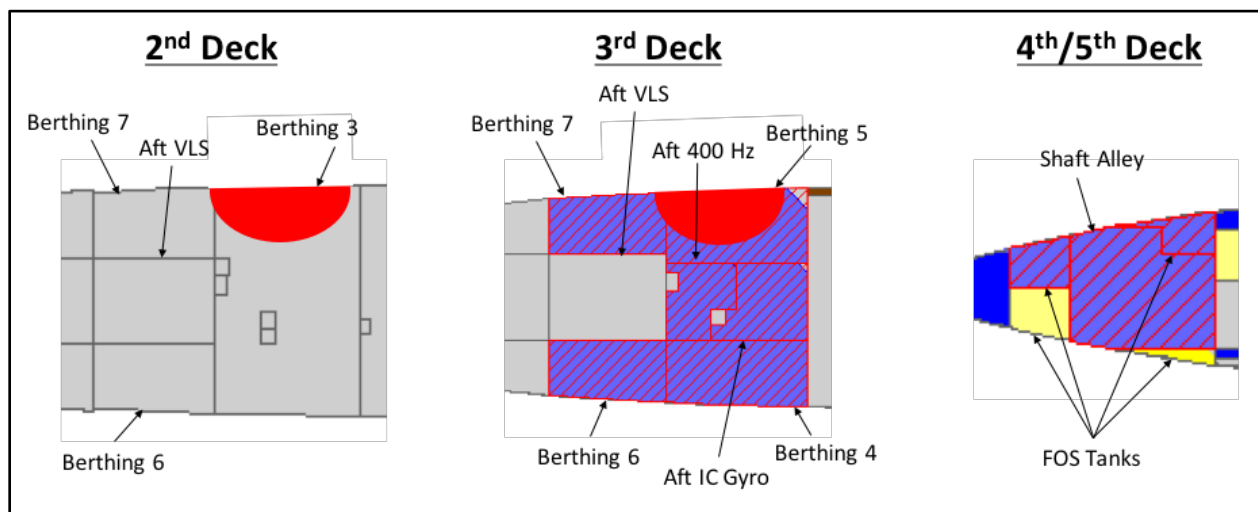 2nd Deck
Berthing 7
Aft VLS
Berthing 3
Berthing 6
3rd Deck
Aft VLS
Berthing 7
Aft 400 Hz
Berthing 5
Berthing 6
Aft IC Gyro
Berthing 4
4th/5th Deck
Shaft Alley
FOS Tanks